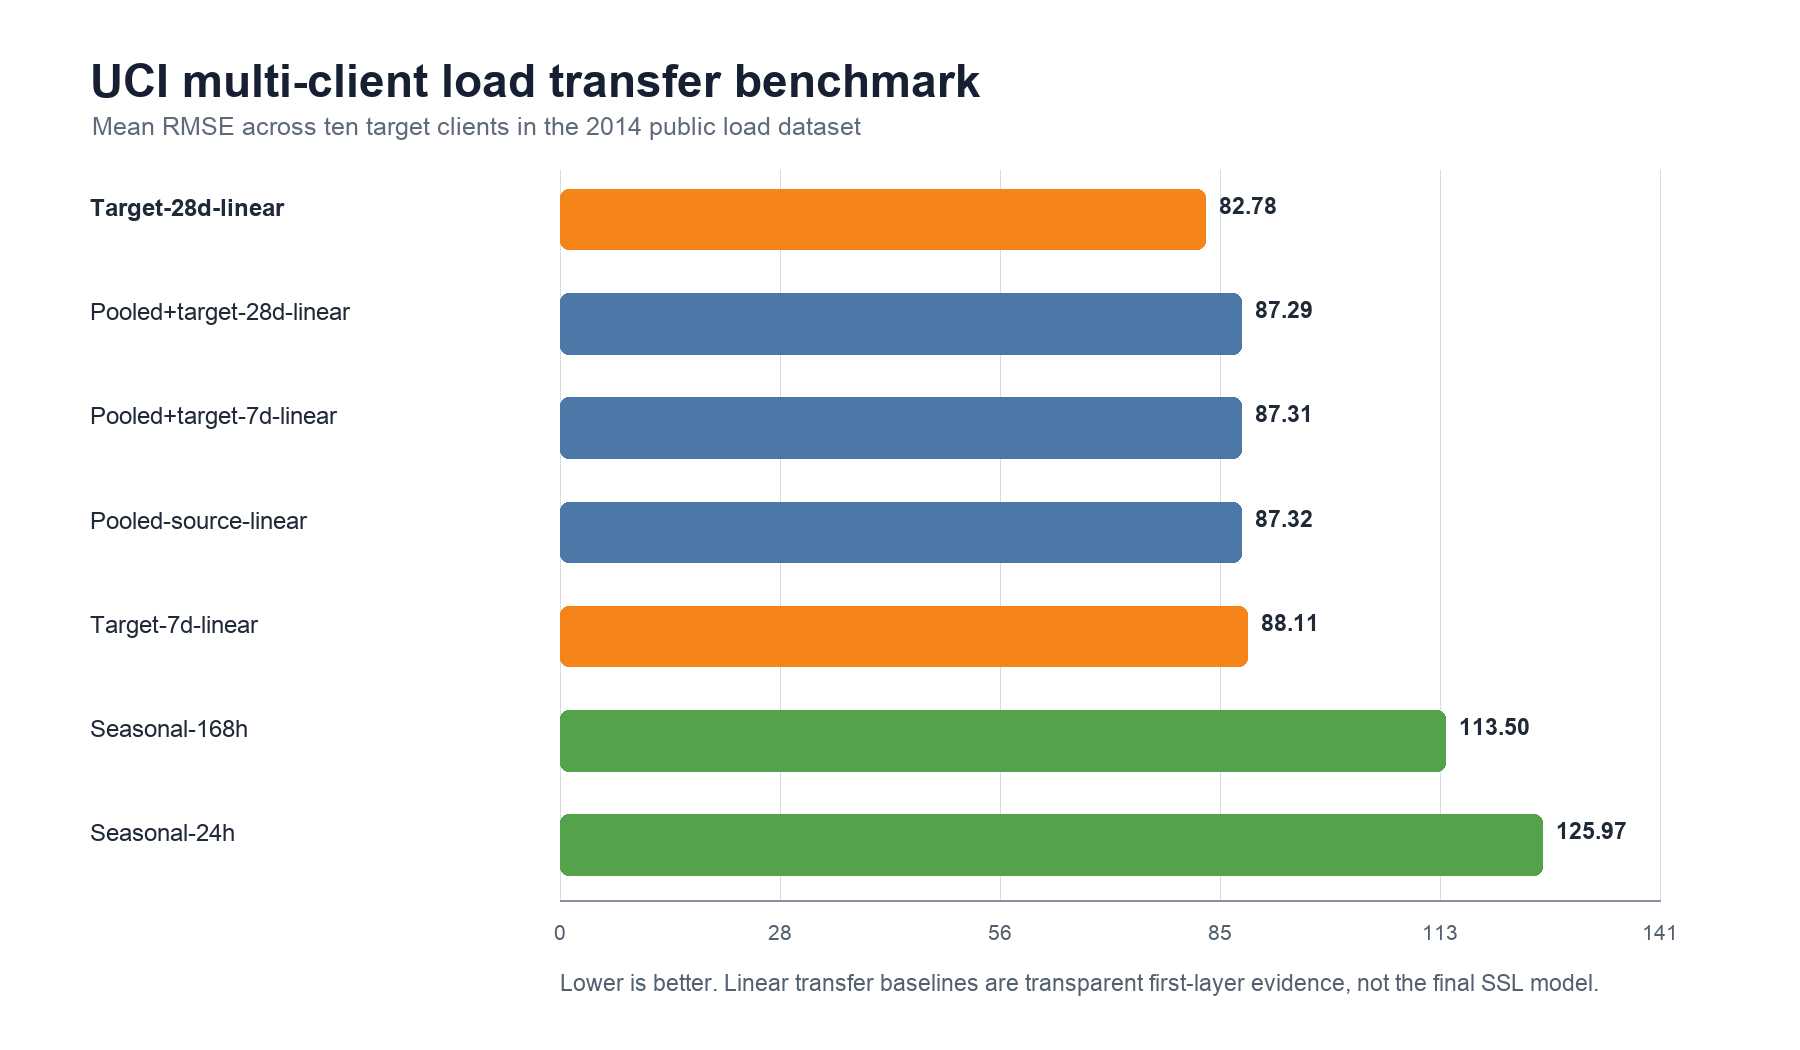 UCI multi-client load transfer benchmark
Mean RMSE across ten target clients in the 2014 public load dataset
Target-28d-linear 82.78
Pooled+target-28d-linear 87.29
Pooled+target-7d-linear 87.31
Pooled-source-linear 87.32
Target-7d-linear 88.11
Seasonal-168h 113.50
Seasonal-24h 125.97
0 28 56 85 113 141
Lower is better. Linear transfer baselines are transparent first-layer evidence, not the final SSL model.